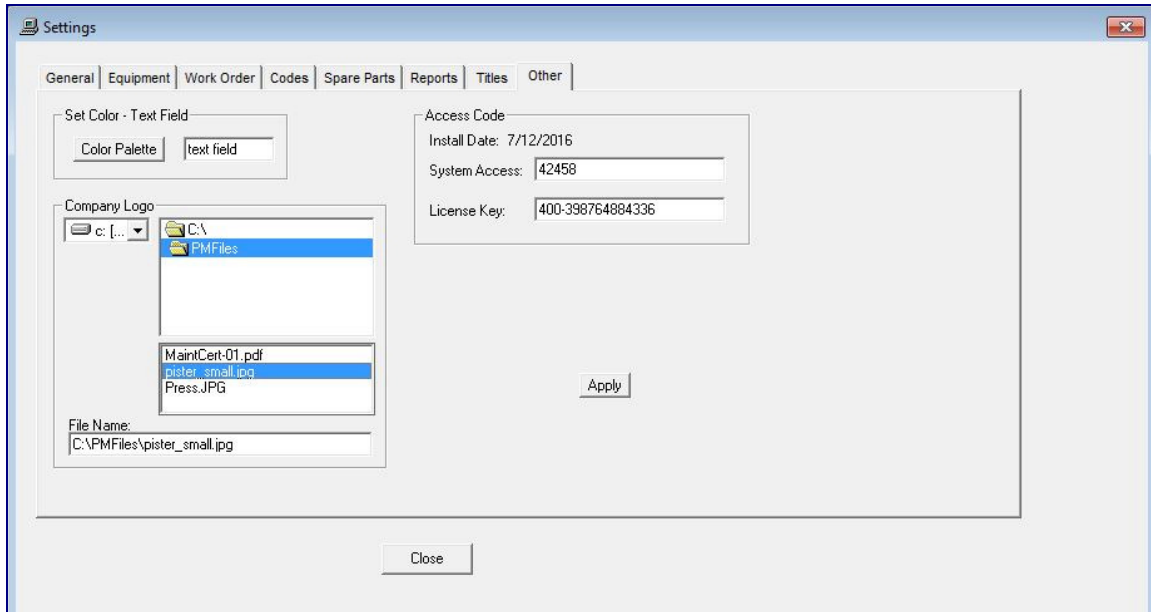 Settings
General Equipment Work Order Codes Spare Parts Reports Titles Other
Set Color - Text Field
Color Palette text field
Company Logo
c: [...
C:\
PMFiles
MaintCert-01.pdf
pister_small.jpg
Press.JPG
File Name:
C:\PMFiles\pister_small.jpg
Access Code
Install Date: 7/12/2016
System Access: 42458
License Key: 400-398764884336
Apply
Close